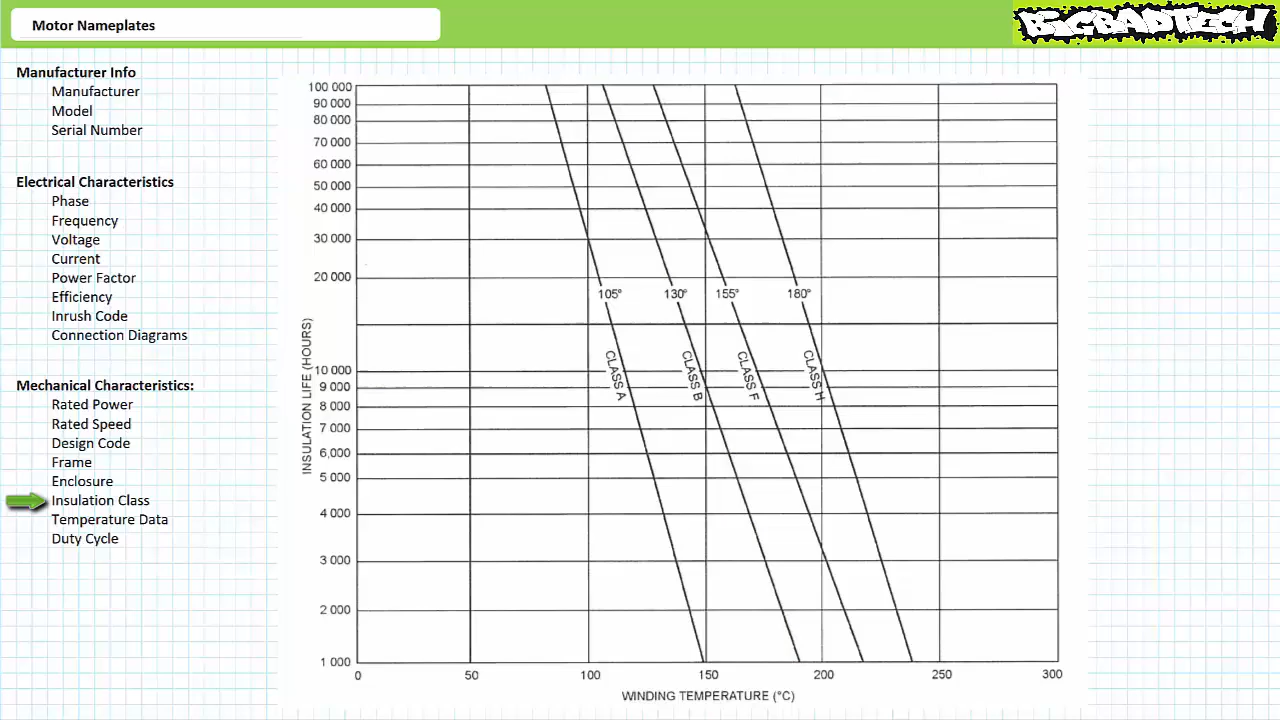 Motor Nameplates
BIGBADTECH
Manufacturer Info
Manufacturer
Model
Serial Number
Electrical Characteristics
Phase
Frequency
Voltage
Current
Power Factor
Efficiency
Inrush Code
Connection Diagrams
Mechanical Characteristics:
Rated Power
Rated Speed
Design Code
Frame
Enclosure
Insulation Class
Temperature Data
Duty Cycle
INSULATION LIFE (HOURS)
100 000
90 000
80 000
70 000
60 000
50 000
40 000
30 000
20 000
10 000
9 000
8 000
7 000
6,000
5 000
4 000
3 000
2 000
1 000
105° 130° 155° 180°
CLASS A
CLASS B
CLASS F
CLASS H
0 50 100 150 200 250 300
WINDING TEMPERATURE (°C)